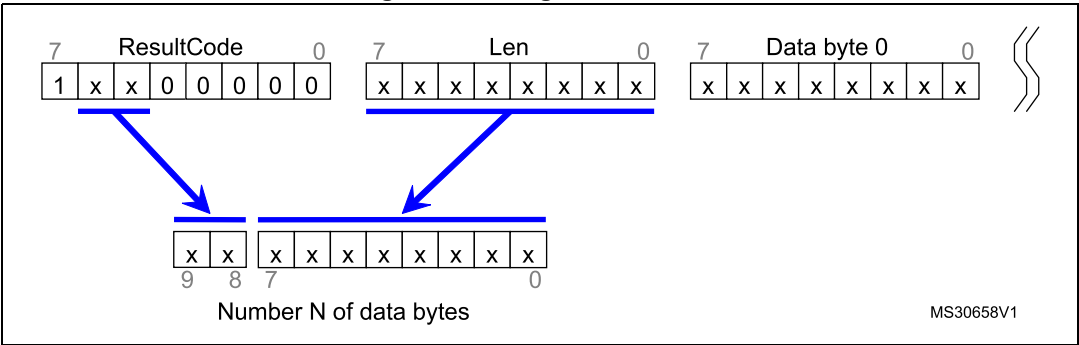 7 ResultCode 0 7 Len 0 7 Data byte 0 0
1 x x 0 0 0 0 0 x x x x x x x x x x x x x x x x
x x x x x x x x x x
9 8 7 0
Number N of data bytes
MS30658V1